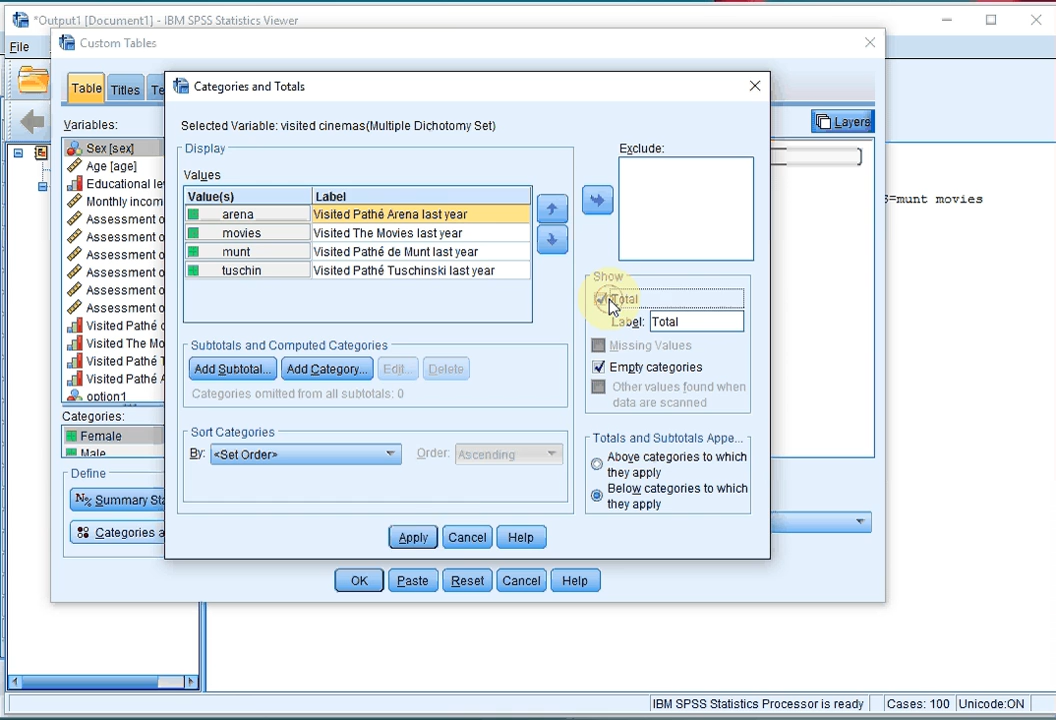 *Output1 [Document1] - IBM SPSS Statistics Viewer
File
Custom Tables
Table Titles Te
Layers
Variables:
Sex [sex]
Age [age]
Educational le
Monthly incom
Assessment o
Assessment o
Assessment o
Assessment o
Assessment o
Visited Pathé
Visited The Mo
Visited Pathé T
Visited Pathé A
option1
Categories:
Female
Male
Define
N% Summary Sta
Categories a
Categories and Totals
Selected Variable: visited cinemas(Multiple Dichotomy Set)
Display
Values
Value(s) Label
arena Visited Pathé Arena last year
movies Visited The Movies last year
munt Visited Pathé de Munt last year
tuschin Visited Pathé Tuschinski last year
Subtotals and Computed Categories
Add Subtotal... Add Category... Edit... Delete
Categories omitted from all subtotals: 0
Sort Categories
By: <Set Order> Order: Ascending
Exclude:
Show
Total
Label: Total
Missing Values
Empty categories
Other values found when
data are scanned
Totals and Subtotals Appe...
Above categories to which
they apply
Below categories to which
they apply
Apply Cancel Help
OK Paste Reset Cancel Help
=munt movies
IBM SPSS Statistics Processor is ready Cases: 100 Unicode:ON